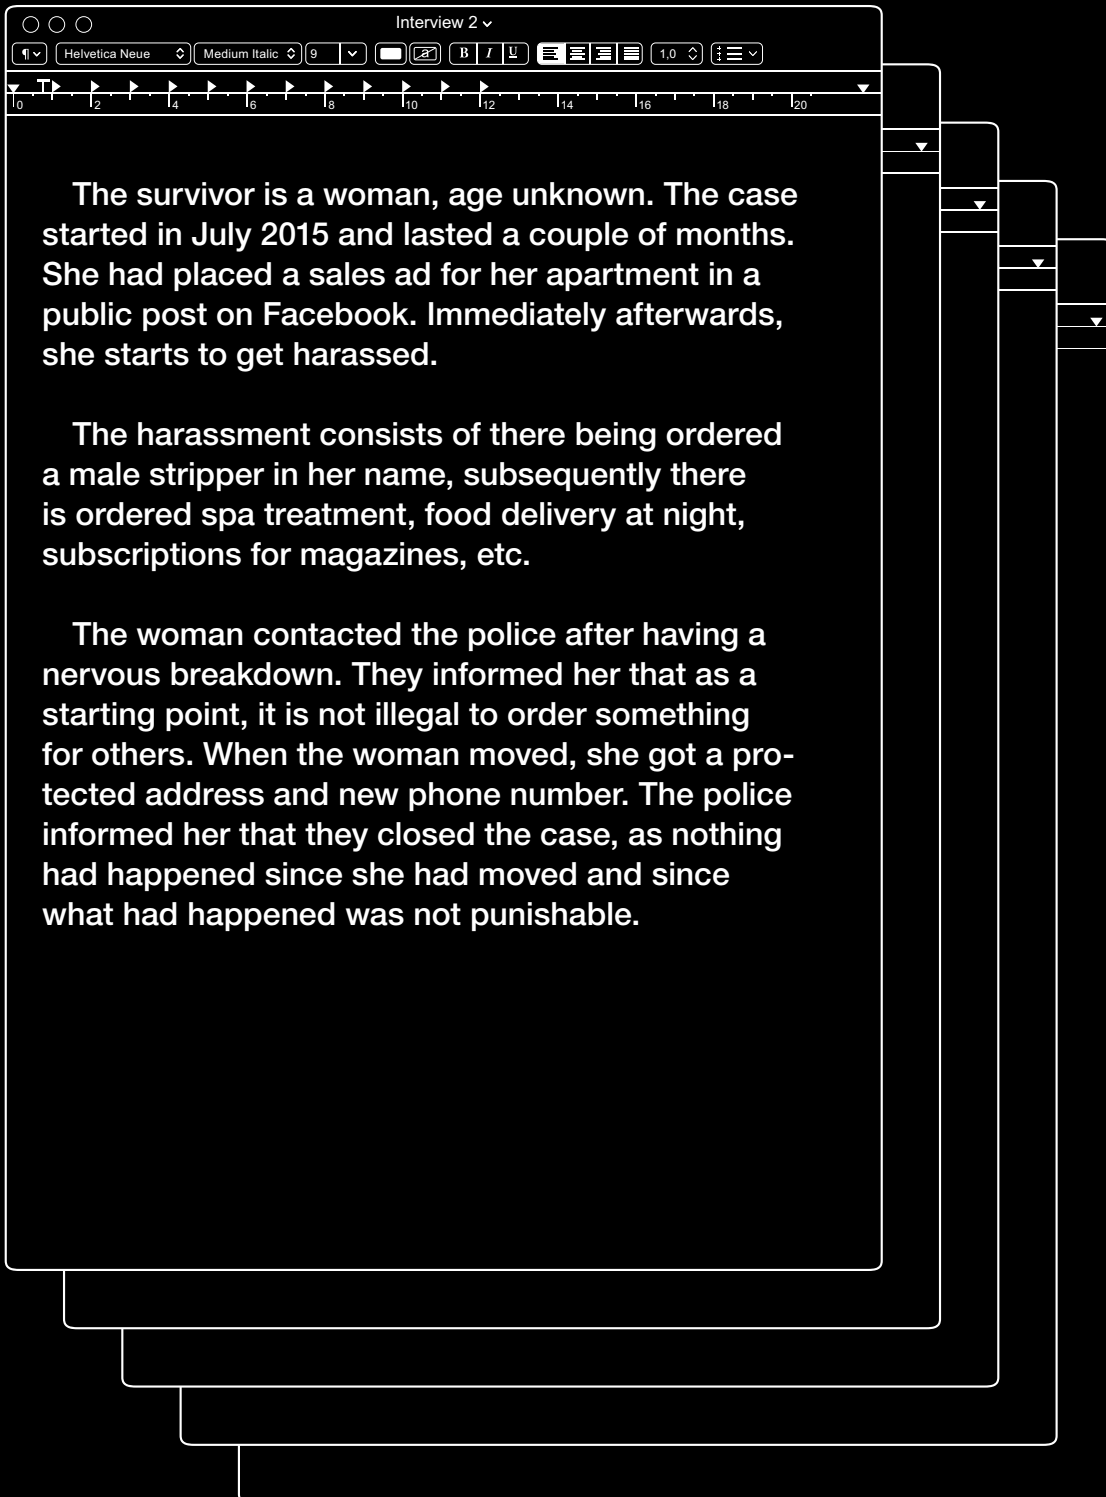 Interview 2
¶ Helvetica Neue Medium Italic 9 a B I U 1,0
0 2 4 6 8 10 12 14 16 18 20
The survivor is a woman, age unknown. The case
started in July 2015 and lasted a couple of months.
She had placed a sales ad for her apartment in a
public post on Facebook. Immediately afterwards,
she starts to get harassed.
The harassment consists of there being ordered
a male stripper in her name, subsequently there
is ordered spa treatment, food delivery at night,
subscriptions for magazines, etc.
The woman contacted the police after having a
nervous breakdown. They informed her that as a
starting point, it is not illegal to order something
for others. When the woman moved, she got a pro-
tected address and new phone number. The police
informed her that they closed the case, as nothing
had happened since she had moved and since
what had happened was not punishable.